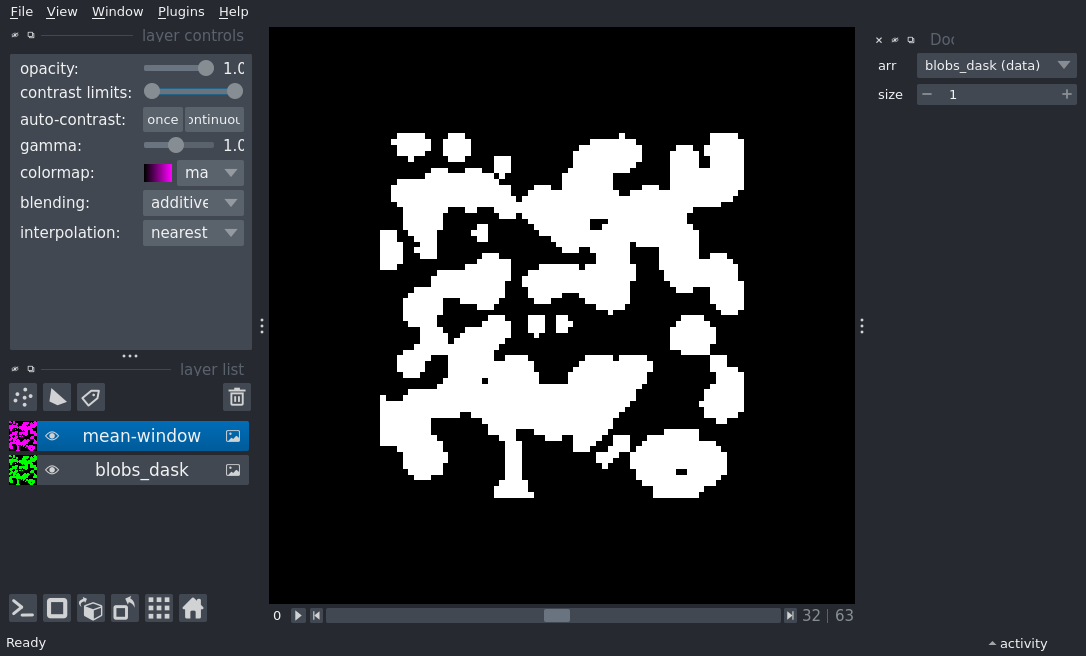 File View Window Plugins Help
layer controls
opacity: 1.0
contrast limits:
auto-contrast: once ontinuou
gamma: 1.0
colormap: ma
blending: additive
interpolation: nearest
layer list
mean-window
blobs_dask
Ready
0 32 | 63
Doc
arr blobs_dask (data)
size 1
activity